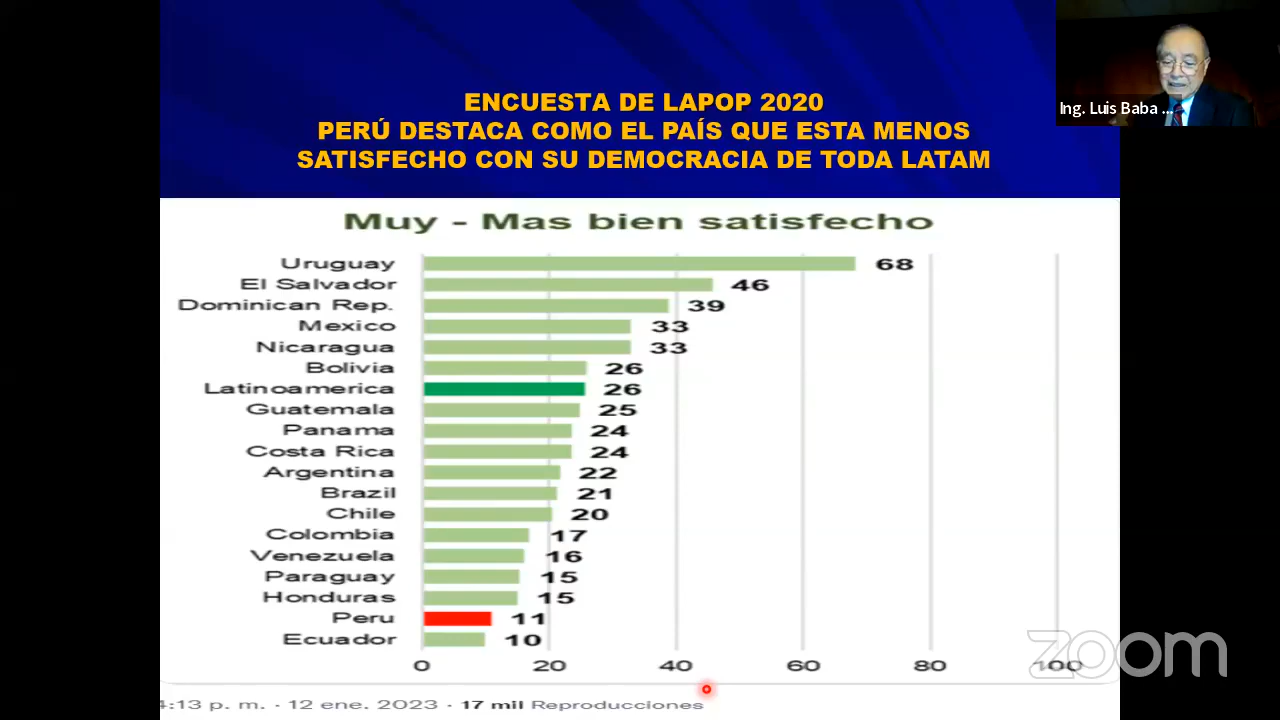 ENCUESTA DE LAPOP 2020
PERÚ DESTACA COMO EL PAÍS QUE ESTA MENOS
SATISFECHO CON SU DEMOCRACIA DE TODA LATAM
Ing. Luis Baba ...
Muy - Mas bien satisfecho
Uruguay 68
El Salvador 46
Dominican Rep. 39
Mexico 33
Nicaragua 33
Bolivia 26
Latinoamerica 26
Guatemala 25
Panama 24
Costa Rica 24
Argentina 22
Brazil 21
Chile 20
Colombia 17
Venezuela 16
Paraguay 15
Honduras 15
Peru 11
Ecuador 10
0 20 40 60 80 100
zoom
4:13 p. m. · 12 ene. 2023 · 17 mil Reproducciones